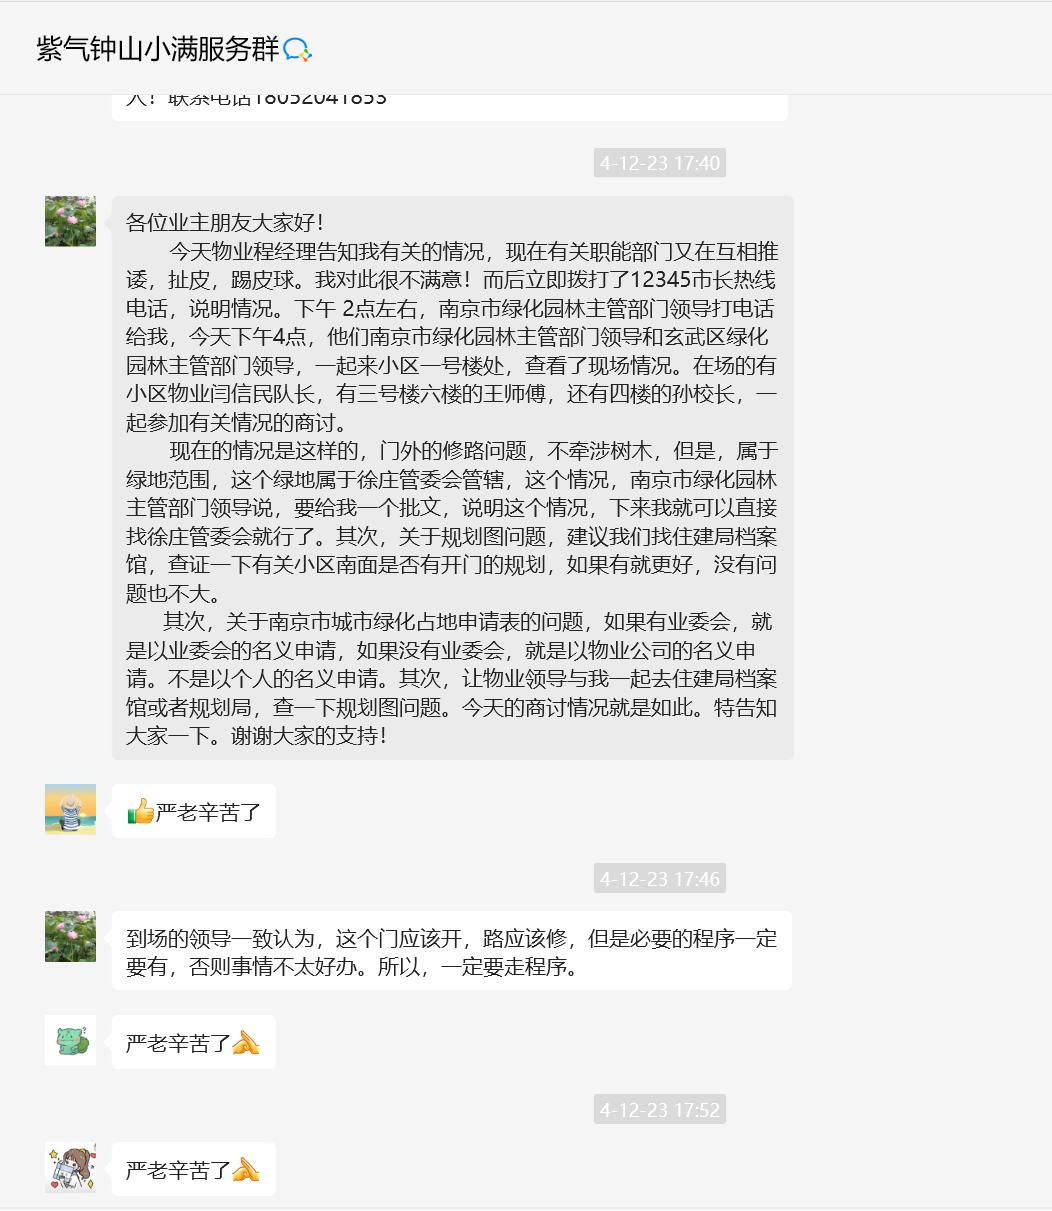 紫气钟山小满服务群
人！联系电话18052041853
4-12-23 17:40
各位业主朋友大家好！
今天物业程经理告知我有关的情况，现在有关职能部门又在互相推
诿，扯皮，踢皮球。我对此很不满意！而后立即拨打了12345市长热线
电话，说明情况。下午 2点左右，南京市绿化园林主管部门领导打电话
给我，今天下午4点，他们南京市绿化园林主管部门领导和玄武区绿化
园林主管部门领导，一起来小区一号楼处，查看了现场情况。在场的有
小区物业闫信民队长，有三号楼六楼的王师傅，还有四楼的孙校长，一
起参加有关情况的商讨。
现在的情况是这样的，门外的修路问题，不牵涉树木，但是，属于
绿地范围，这个绿地属于徐庄管委会管辖，这个情况，南京市绿化园林
主管部门领导说，要给我一个批文，说明这个情况，下来我就可以直接
找徐庄管委会就行了。其次，关于规划图问题，建议我们找住建局档案
馆，查证一下有关小区南面是否有开门的规划，如果有就更好，没有问
题也不大。
其次，关于南京市城市绿化占地申请表的问题，如果有业委会，就
是以业委会的名义申请，如果没有业委会，就是以物业公司的名义申
请。不是以个人的名义申请。其次，让物业领导与我一起去住建局档案
馆或者规划局，查一下规划图问题。今天的商讨情况就是如此。特告知
大家一下。谢谢大家的支持！
严老辛苦了
4-12-23 17:46
到场的领导一致认为，这个门应该开，路应该修，但是必要的程序一定
要有，否则事情不太好办。所以，一定要走程序。
严老辛苦了
4-12-23 17:52
严老辛苦了